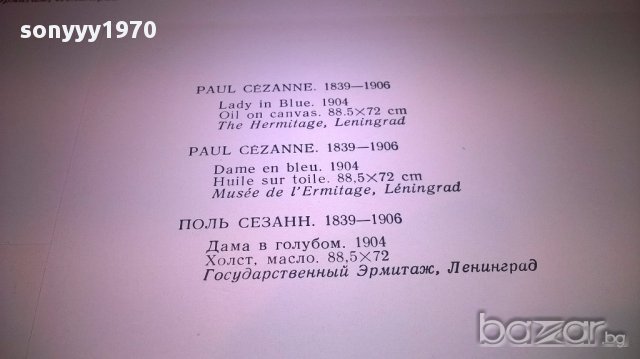 sonyyy1970
PAUL CÉZANNE. 1839—1906
Lady in Blue. 1904
Oil on canvas. 88.5×72 cm
The Hermitage, Leningrad
PAUL CÉZANNE. 1839—1906
Dame en bleu. 1904
Huile sur toile. 88,5×72 cm
Musée de l'Ermitage, Léningrad
ПОЛЬ СЕЗАНН. 1839—1906
Дама в голубом. 1904
Холст, масло. 88,5×72
Государственный Эрмитаж, Ленинград
bazar.bg